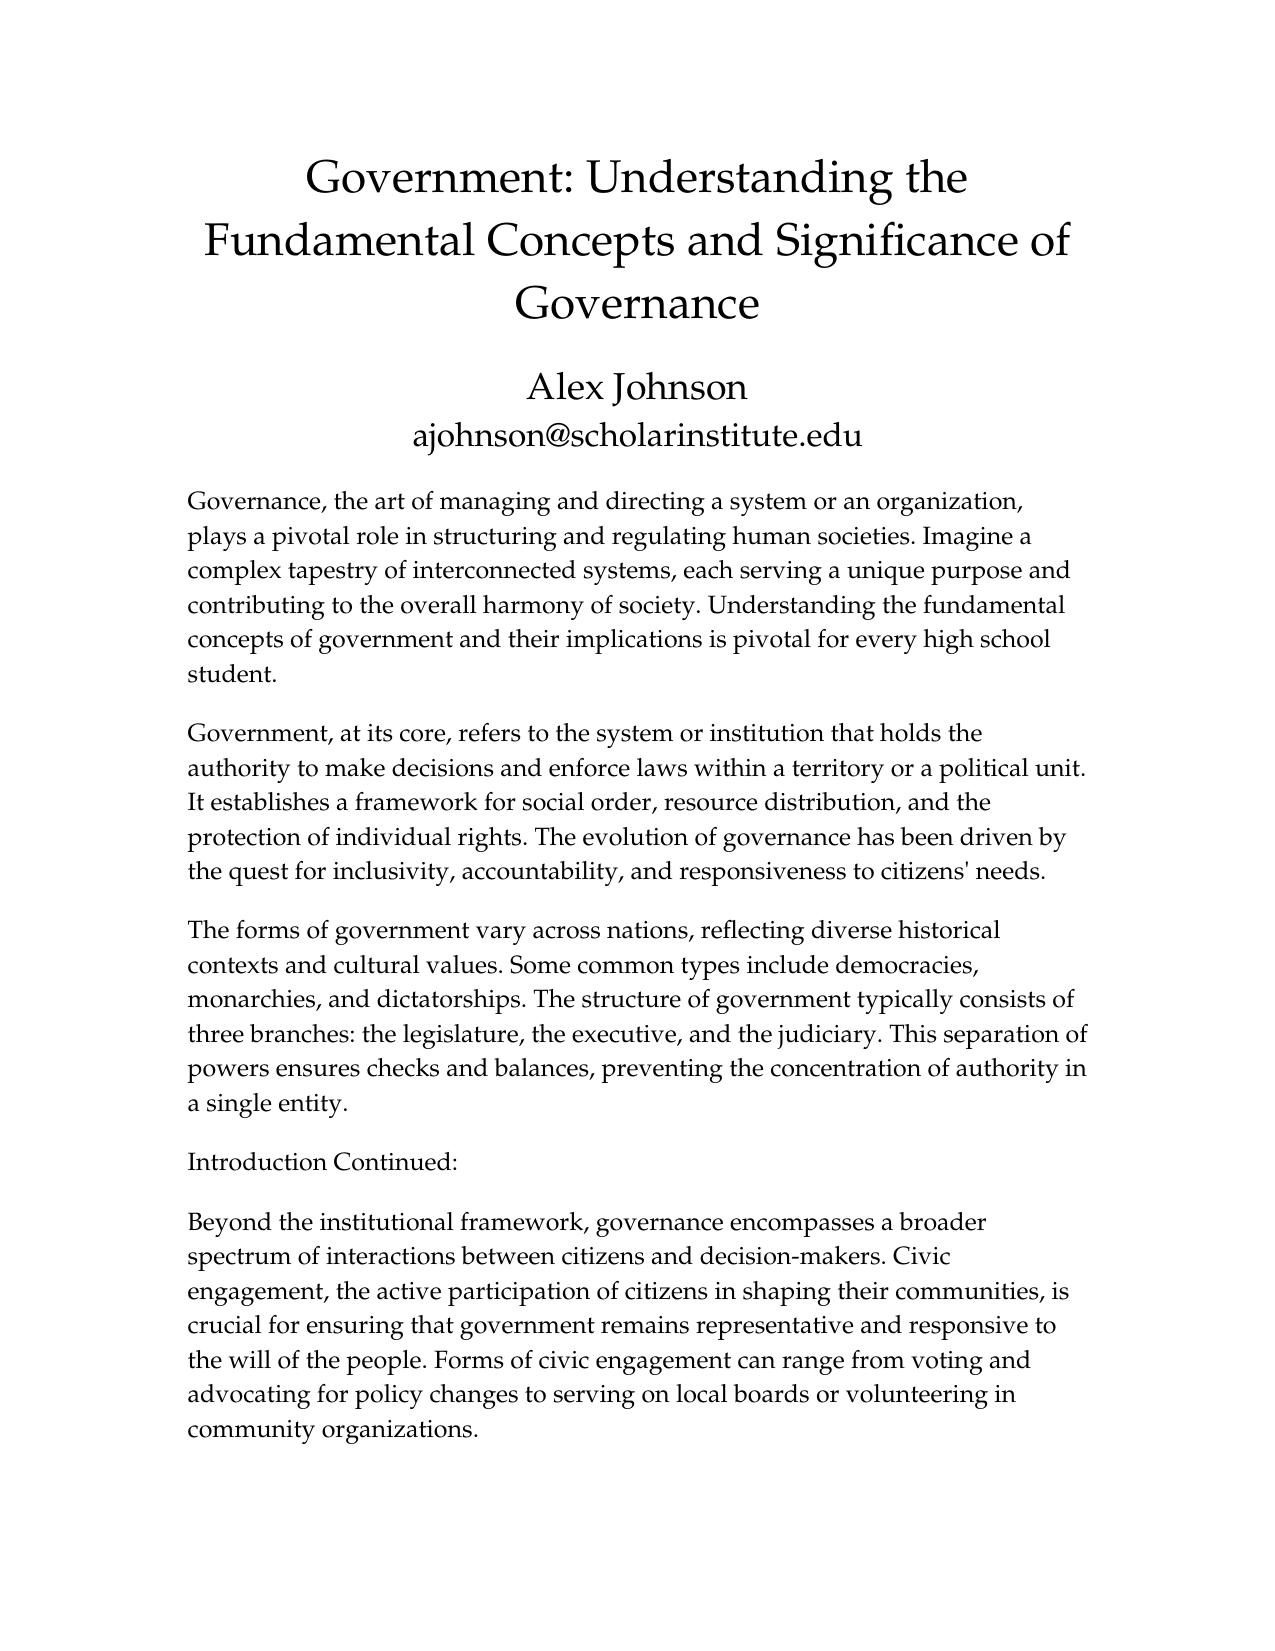 Government: Understanding the
Fundamental Concepts and Significance of
Governance
Alex Johnson
ajohnson@scholarinstitute.edu
Governance, the art of managing and directing a system or an organization,
plays a pivotal role in structuring and regulating human societies. Imagine a
complex tapestry of interconnected systems, each serving a unique purpose and
contributing to the overall harmony of society. Understanding the fundamental
concepts of government and their implications is pivotal for every high school
student.
Government, at its core, refers to the system or institution that holds the
authority to make decisions and enforce laws within a territory or a political unit.
It establishes a framework for social order, resource distribution, and the
protection of individual rights. The evolution of governance has been driven by
the quest for inclusivity, accountability, and responsiveness to citizens' needs.
The forms of government vary across nations, reflecting diverse historical
contexts and cultural values. Some common types include democracies,
monarchies, and dictatorships. The structure of government typically consists of
three branches: the legislature, the executive, and the judiciary. This separation of
powers ensures checks and balances, preventing the concentration of authority in
a single entity.
Introduction Continued:
Beyond the institutional framework, governance encompasses a broader
spectrum of interactions between citizens and decision-makers. Civic
engagement, the active participation of citizens in shaping their communities, is
crucial for ensuring that government remains representative and responsive to
the will of the people. Forms of civic engagement can range from voting and
advocating for policy changes to serving on local boards or volunteering in
community organizations.